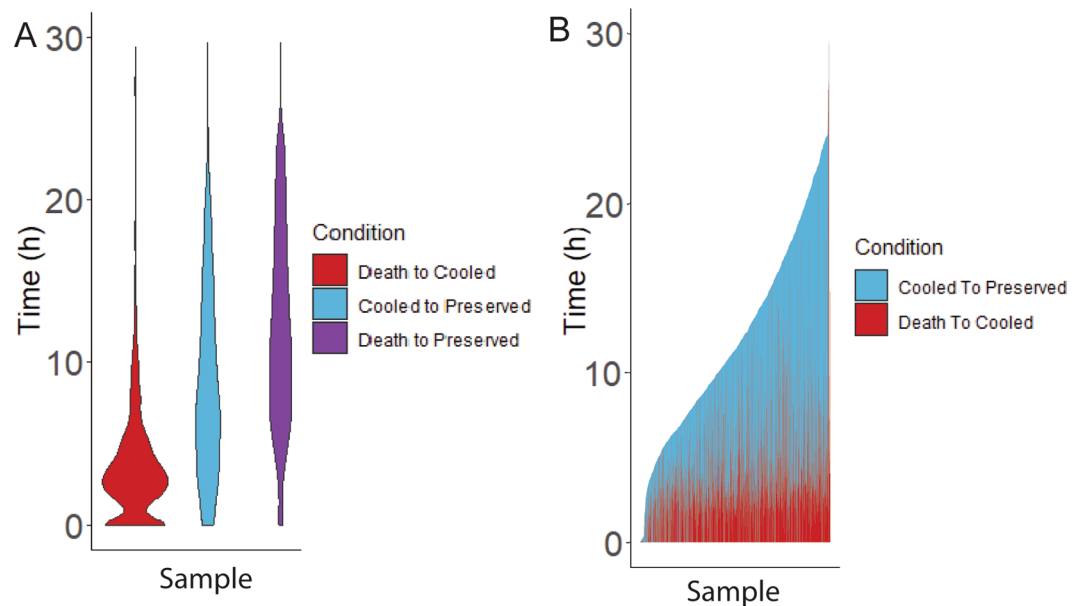 A
30
20
10
0
Time (h)
Sample
Condition
Death to Cooled
Cooled to Preserved
Death to Preserved
B
30
20
10
0
Time (h)
Sample
Condition
Cooled To Preserved
Death To Cooled